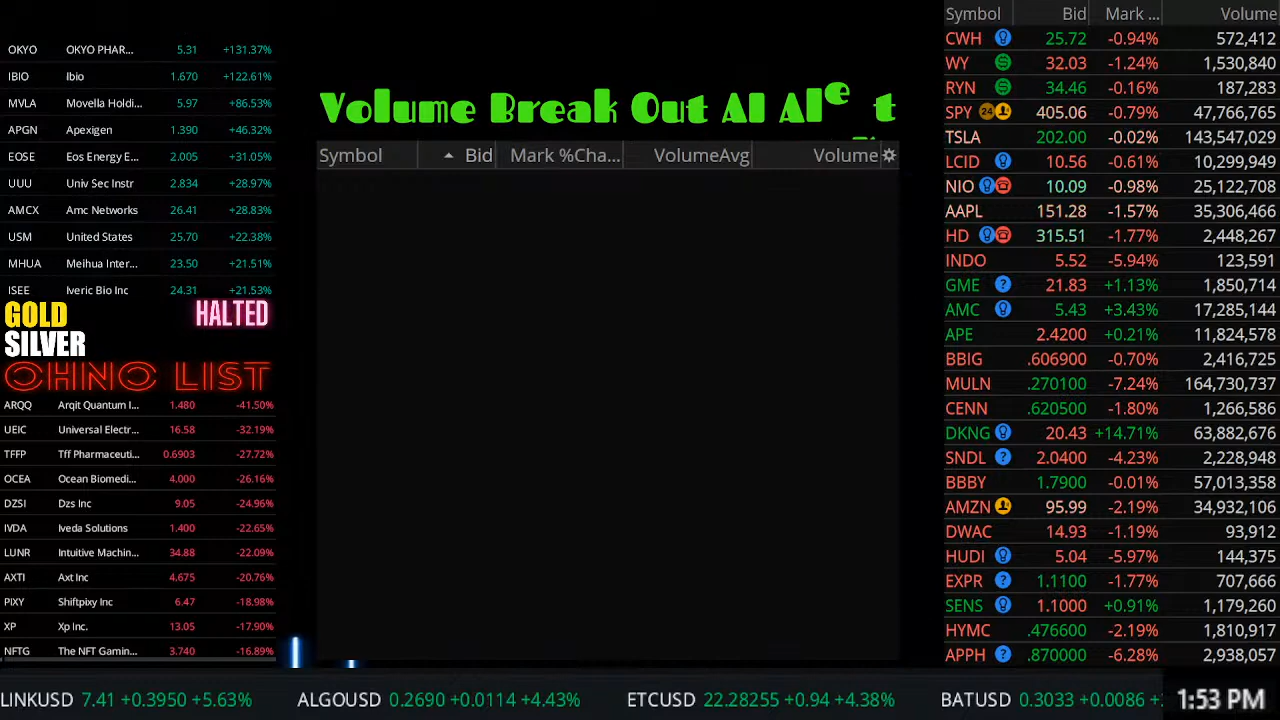 OKYO OKYO PHAR... 5.31 +131.37%
IBIO Ibio 1.670 +122.61%
MVLA Movella Holdi... 5.97 +86.53%
APGN Apexigen 1.390 +46.32%
EOSE Eos Energy E... 2.005 +31.05%
UUU Univ Sec Instr 2.834 +28.97%
AMCX Amc Networks 26.41 +28.83%
USM United States 25.70 +22.38%
MHUA Meihua Inter... 23.50 +21.51%
ISEE Iveric Bio Inc 24.31 +21.53%
GOLD HALTED
SILVER
OHNO LIST
ARQQ Arqit Quantum I... 1.480 -41.50%
UEIC Universal Electr... 16.58 -32.19%
TFFP Tff Pharmaceuti... 0.6903 -27.72%
OCEA Ocean Biomedi... 4.000 -26.16%
DZSI Dzs Inc 9.05 -24.96%
IVDA Iveda Solutions 1.400 -22.65%
LUNR Intuitive Machin... 34.88 -22.09%
AXTI Axt Inc 4.675 -20.76%
PIXY Shiftpixy Inc 6.47 -18.98%
XP Xp Inc. 13.05 -17.90%
NFTG The NFT Gamin... 3.740 -16.89%
Volume Break Out AI Ale t
Symbol Bid Mark %Cha... VolumeAvg Volume
Symbol Bid Mark ... Volume
CWH 25.72 -0.94% 572,412
WY 32.03 -1.24% 1,530,840
RYN 34.46 -0.16% 187,283
SPY 24 405.06 -0.79% 47,766,765
TSLA 202.00 -0.02% 143,547,029
LCID 10.56 -0.61% 10,299,949
NIO 10.09 -0.98% 25,122,708
AAPL 151.28 -1.57% 35,306,466
HD 315.51 -1.77% 2,448,267
INDO 5.52 -5.94% 123,591
GME ? 21.83 +1.13% 1,850,714
AMC 5.43 +3.43% 17,285,144
APE 2.4200 +0.21% 11,824,578
BBIG .606900 -0.70% 2,416,725
MULN .270100 -7.24% 164,730,737
CENN .620500 -1.80% 1,266,586
DKNG 20.43 +14.71% 63,882,676
SNDL ? 2.0400 -4.23% 2,228,948
BBBY 1.7900 -0.01% 57,013,358
AMZN 95.99 -2.19% 34,932,106
DWAC 14.93 -1.19% 93,912
HUDI 5.04 -5.97% 144,375
EXPR ? 1.1100 -1.77% 707,666
SENS 1.1000 +0.91% 1,179,260
HYMC .476600 -2.19% 1,810,917
APPH ? .870000 -6.28% 2,938,057
LINKUSD 7.41 +0.3950 +5.63% ALGOUSD 0.2690 +0.0114 +4.43% ETCUSD 22.28255 +0.94 +4.38% BATUSD 0.3033 +0.0086 + 1:53 PM